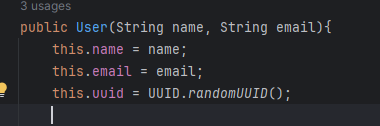 3 usages
public User(String name, String email){
this.name = name;
this.email = email;
this.uuid = UUID.randomUUID();